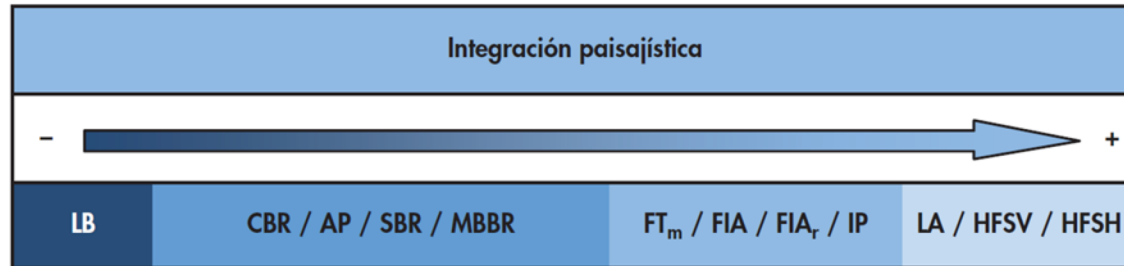 Integración paisajística
– +
LB CBR / AP / SBR / MBBR FTm / FIA / FIAr / IP LA / HFSV / HFSH